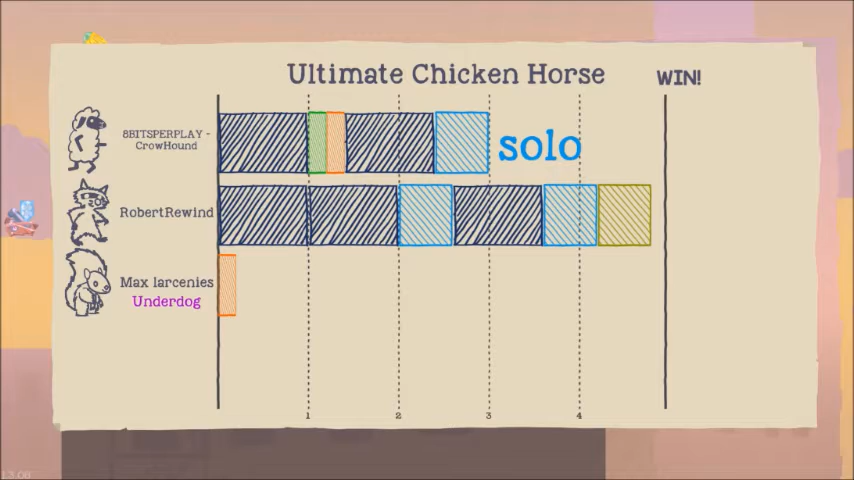 Ultimate Chicken Horse
WIN!
8BITSPERPLAY -
CrowHound
solo
RobertRewind
Max larcenies
Underdog
1 2 3 4